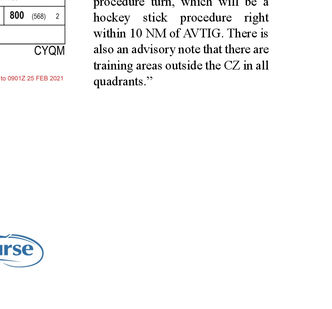 800 (568) 2
CYQM
to 0901Z 25 FEB 2021
procedure turn, which will be a
hockey stick procedure right
within 10 NM of AVTIG. There is
also an advisory note that there are
training areas outside the CZ in all
quadrants.”
urse